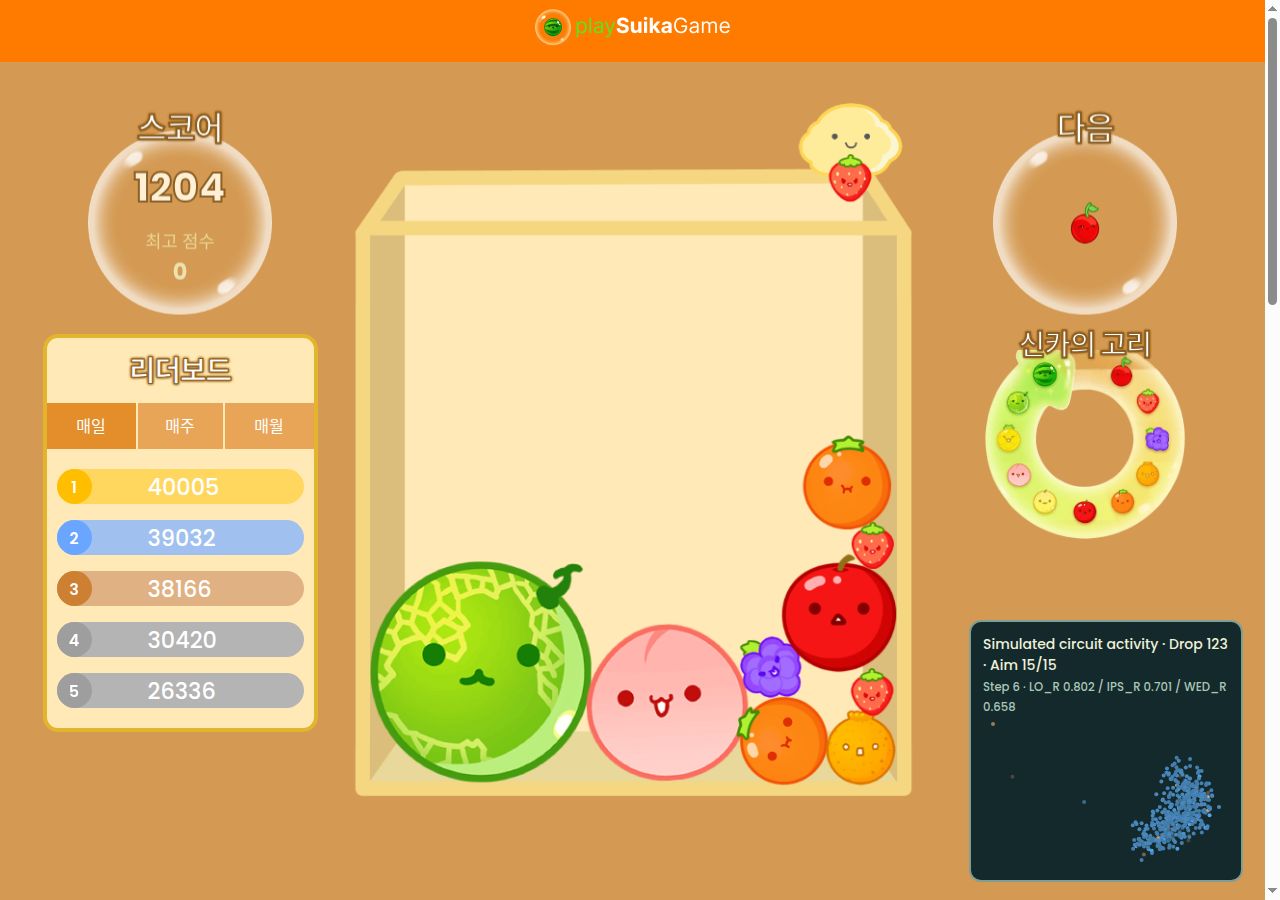 playSuikaGame
스코어
1204
최고 점수
0
다음
신카의 고리
리더보드
매일 매주 매월
1 40005
2 39032
3 38166
4 30420
5 26336
Simulated circuit activity · Drop 123
· Aim 15/15
Step 6 · LO_R 0.802 / IPS_R 0.701 / WED_R
0.658